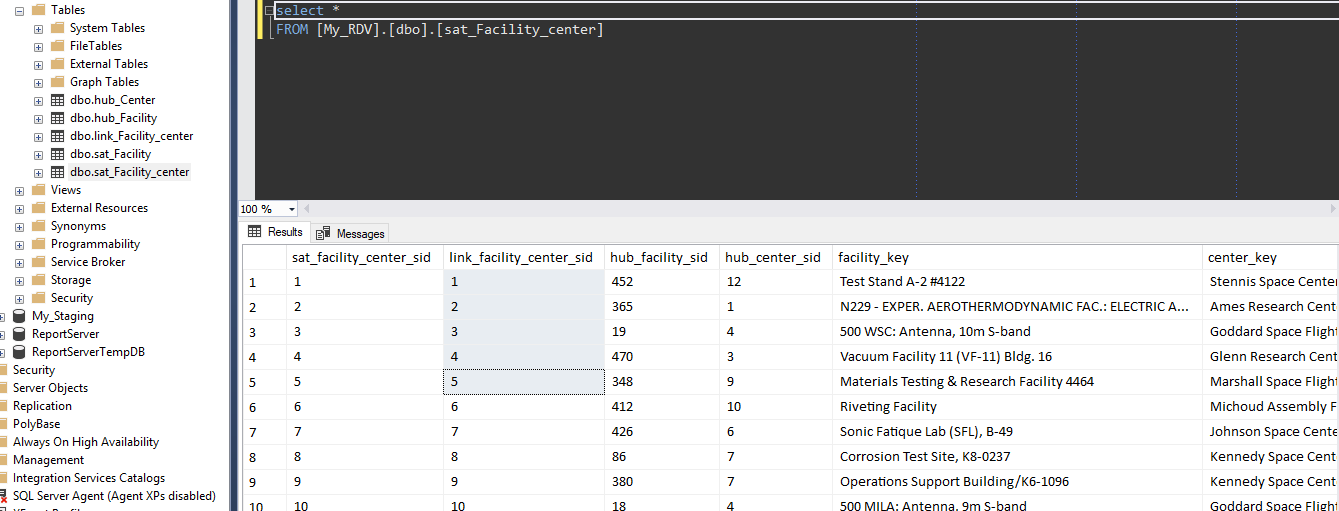 Tables
System Tables
FileTables
External Tables
Graph Tables
dbo.hub_Center
dbo.hub_Facility
dbo.link_Facility_center
dbo.sat_Facility
dbo.sat_Facility_center
Views
External Resources
Synonyms
Programmability
Service Broker
Storage
Security
My_Staging
ReportServer
ReportServerTempDB
Security
Server Objects
Replication
PolyBase
Always On High Availability
Management
Integration Services Catalogs
SQL Server Agent (Agent XPs disabled)
select *
FROM [My_RDV].[dbo].[sat_Facility_center]
100 %
Results Messages
sat_facility_center_sid link_facility_center_sid hub_facility_sid hub_center_sid facility_key center_key
1 1 1 452 12 Test Stand A-2 #4122 Stennis Space Center
2 2 2 365 1 N229 - EXPER. AEROTHERMODYNAMIC FAC.: ELECTRIC A... Ames Research Cent
3 3 3 19 4 500 WSC: Antenna, 10m S-band Goddard Space Flight
4 4 4 470 3 Vacuum Facility 11 (VF-11) Bldg. 16 Glenn Research Cent
5 5 5 348 9 Materials Testing & Research Facility 4464 Marshall Space Flight
6 6 6 412 10 Riveting Facility Michoud Assembly F
7 7 7 426 6 Sonic Fatique Lab (SFL), B-49 Johnson Space Center
8 8 8 86 7 Corrosion Test Site, K8-0237 Kennedy Space Cent
9 9 9 380 7 Operations Support Building/K6-1096 Kennedy Space Cent
10 10 10 18 4 500 MILA: Antenna, 9m S-band Goddard Space Flight